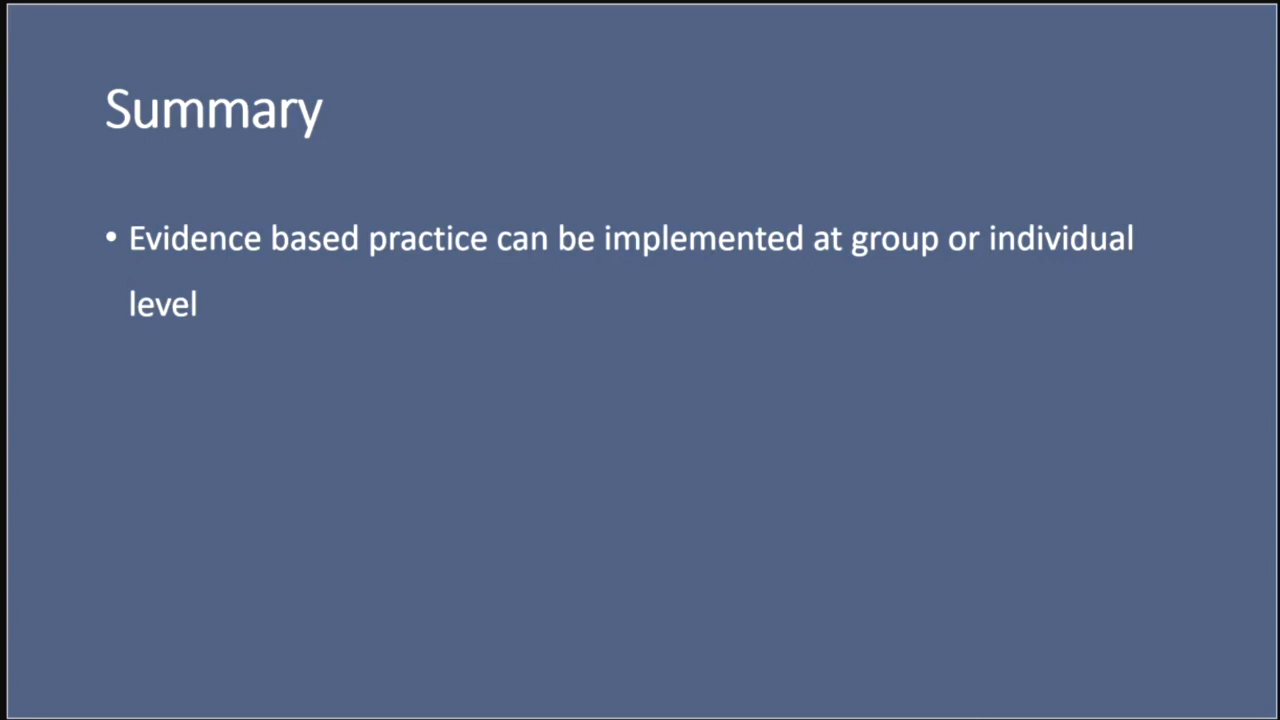 Summary
• Evidence based practice can be implemented at group or individual
level